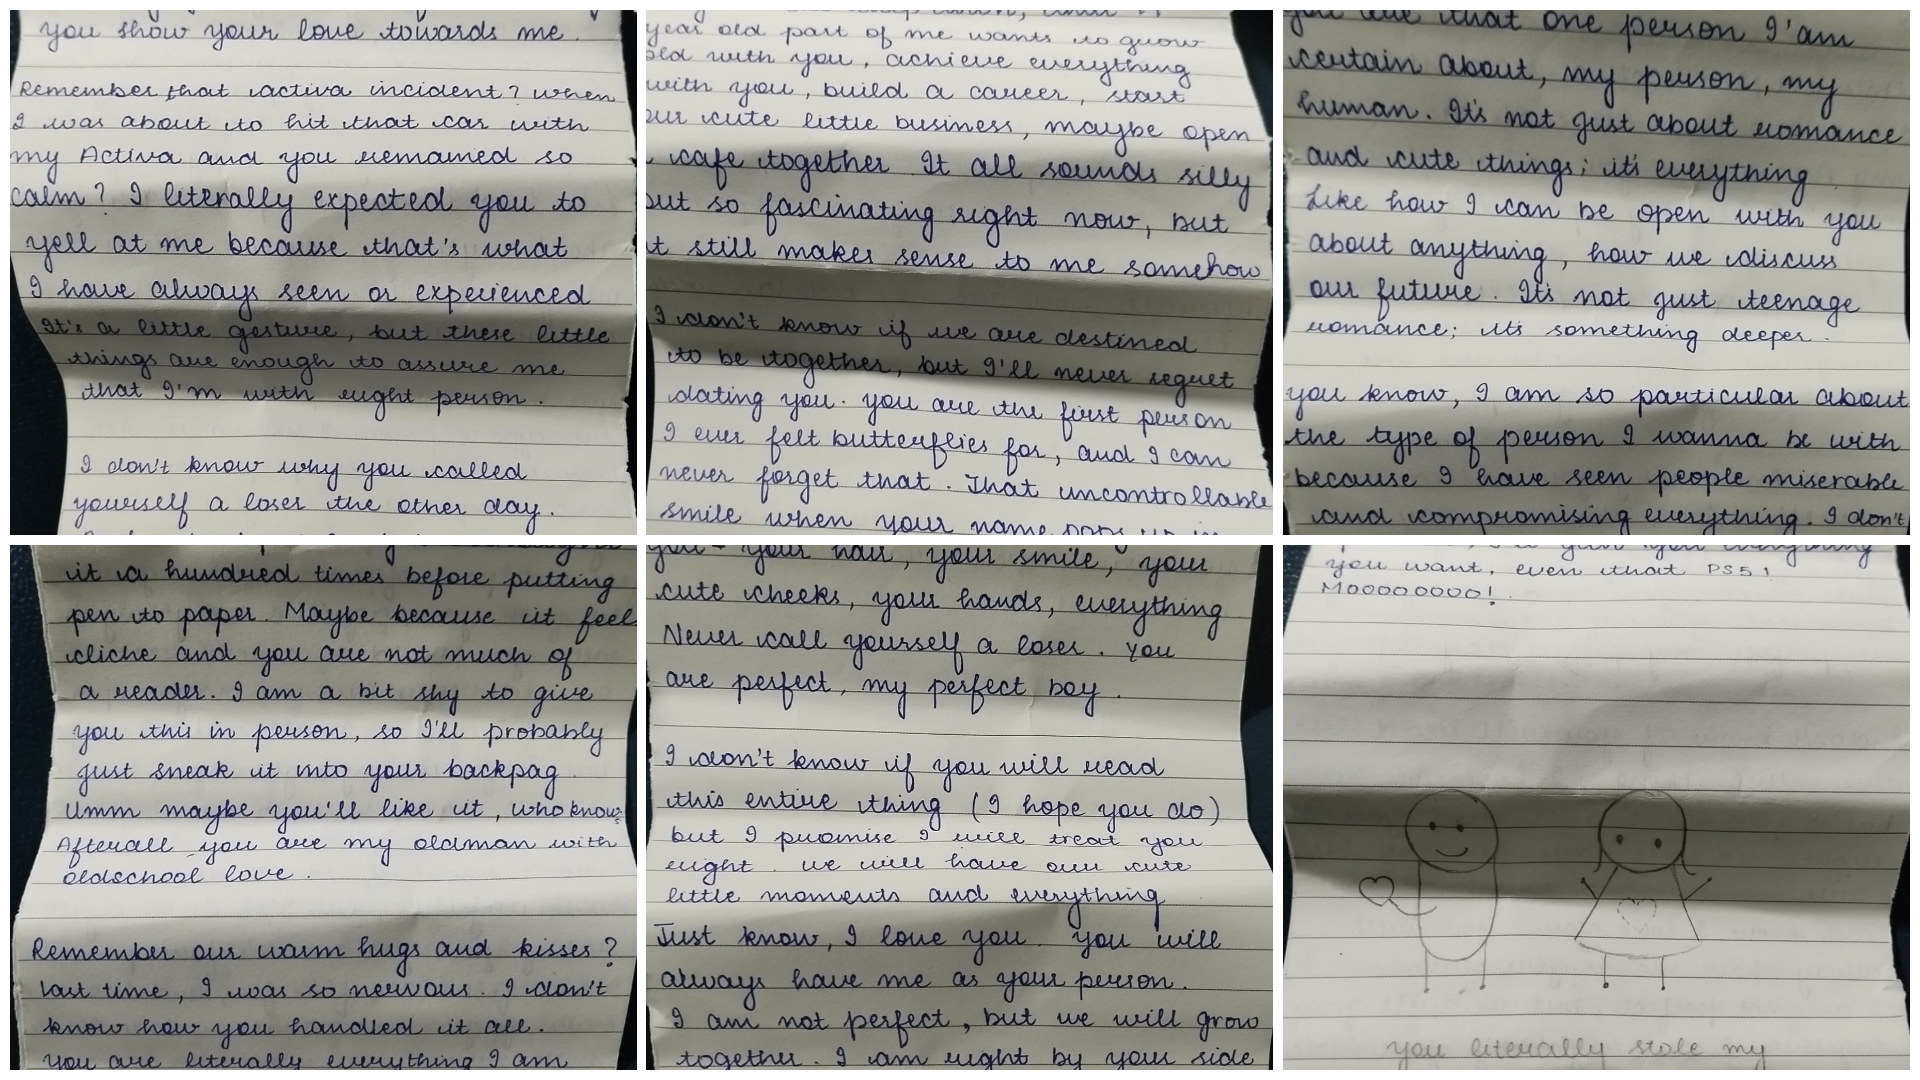 you show your love towards me.
Remember that activa incident? when
I was about to hit that car with
my Activa and you remained so
calm? I literally expected you to
yell at me because that's what
I have always seen or experienced
It's a little gesture, but these little
things are enough to assure me
that I'm with right person.
I don't know why you called
yourself a loser the other day.
year old part of me wants to grow
old with you, achieve everything
with you, build a career, start
our cute little business, maybe open
cafe together It all sounds silly
but so fascinating right now, but
it still makes sense to me somehow
I don't know if we are destined
to be together, but I'll never regret
dating you. you are the first person
I ever felt butterflies for, and I can
never forget that. That uncontrollable
smile when your name pops up in
you are that one person I'am
certain about, my person, my
human. It's not just about romance
and cute things; it's everything
Like how I can be open with you
about anything, how we discuss
our future. It's not just teenage
romance; it's something deeper.
you know, I am so particular about
the type of person I wanna be with
because I have seen people miserable
and compromising everything. I don't
it a hundred times before putting
pen to paper. Maybe because it feel
cliche and you are not much of
a reader. I am a bit shy to give
you this in person, so I'll probably
just sneak it into your backpag
Umm maybe you'll like it, who knows
Afterall you are my oldman with
oldschool love.
Remember our warm hugs and kisses?
last time, I was so nervous. I don't
know how you handled it all.
you are literally everything I am
you - your hair, your smile, your
cute cheeks, your hands, everything
Never call yourself a loser. You
are perfect, my perfect boy.
I don't know if you will read
this entire thing (I hope you do)
but I promise I will treat you
right. we will have our cute
little moments and everything
Just know, I love you. you will
always have me as your person.
I am not perfect, but we will grow
together. I am right by your side
you want, even that PS5!
MOOOOOOOO!
you literally stole my